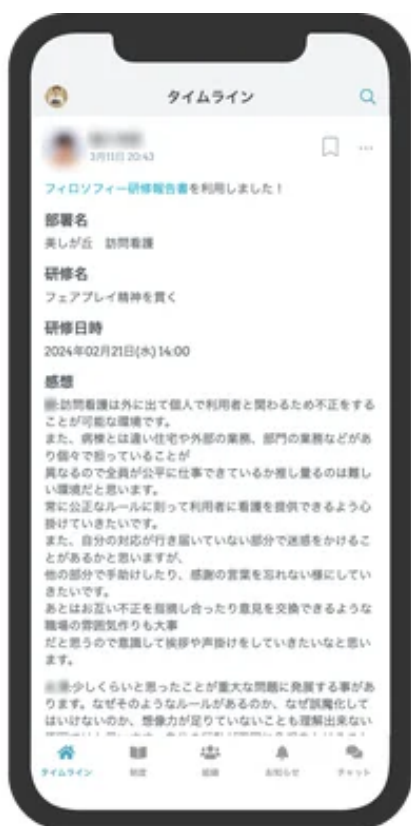 タイムライン
3月11日 20:43
フィロソフィー研修報告書を利用しました！
部署名
美しが丘　訪問看護
研修名
フェアプレイ精神を貫く
研修日時
2024年02月21日(水) 14:00
感想
:訪問看護は外に出て個人で利用者と関わるため不正をする
ことが可能な環境です。
また、病棟とは違い住宅や外部の業務、部門の業務などがあ
り個々で担っていることが
異なるので全員が公平に仕事できているか推し量るのは難し
い環境だと思います。
常に公正なルールに則って利用者に看護を提供できるよう心
掛けていきたいです。
また、自分の対応が行き届いていない部分で迷惑をかけるこ
とがあるかと思いますが、
他の部分で手助けしたり、感謝の言葉を忘れない様にしてい
きたいです。
あとはお互い不正を指摘し合ったり意見を交換できるような
職場の雰囲気作りも大事
だと思うので意識して挨拶や声掛けをしていきたいなと思い
ます。
:少しくらいと思ったことが重大な問題に発展する事があ
ります。なぜそのようなルールがあるのか、なぜ誤魔化して
はいけないのか、想像力が足りていないことも理解出来ない
タイムライン
制度
組織
お知らせ
チャット